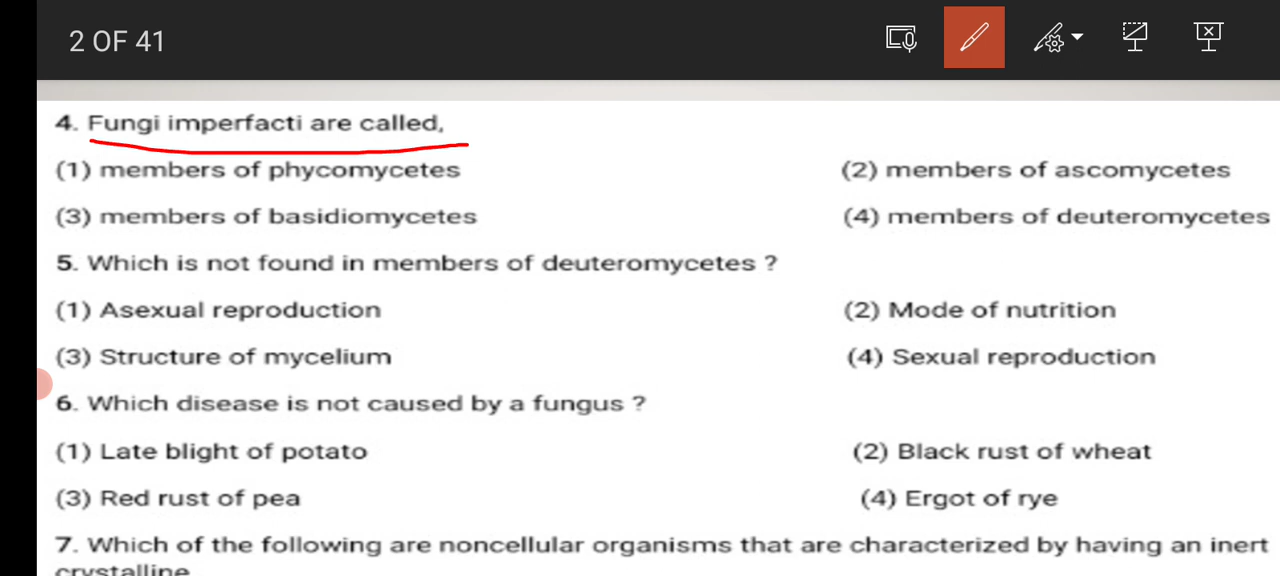 2 OF 41
4. Fungi imperfacti are called,
(1) members of phycomycetes (2) members of ascomycetes
(3) members of basidiomycetes (4) members of deuteromycetes
5. Which is not found in members of deuteromycetes ?
(1) Asexual reproduction (2) Mode of nutrition
(3) Structure of mycelium (4) Sexual reproduction
6. Which disease is not caused by a fungus ?
(1) Late blight of potato (2) Black rust of wheat
(3) Red rust of pea (4) Ergot of rye
7. Which of the following are noncellular organisms that are characterized by having an inert
crystalline